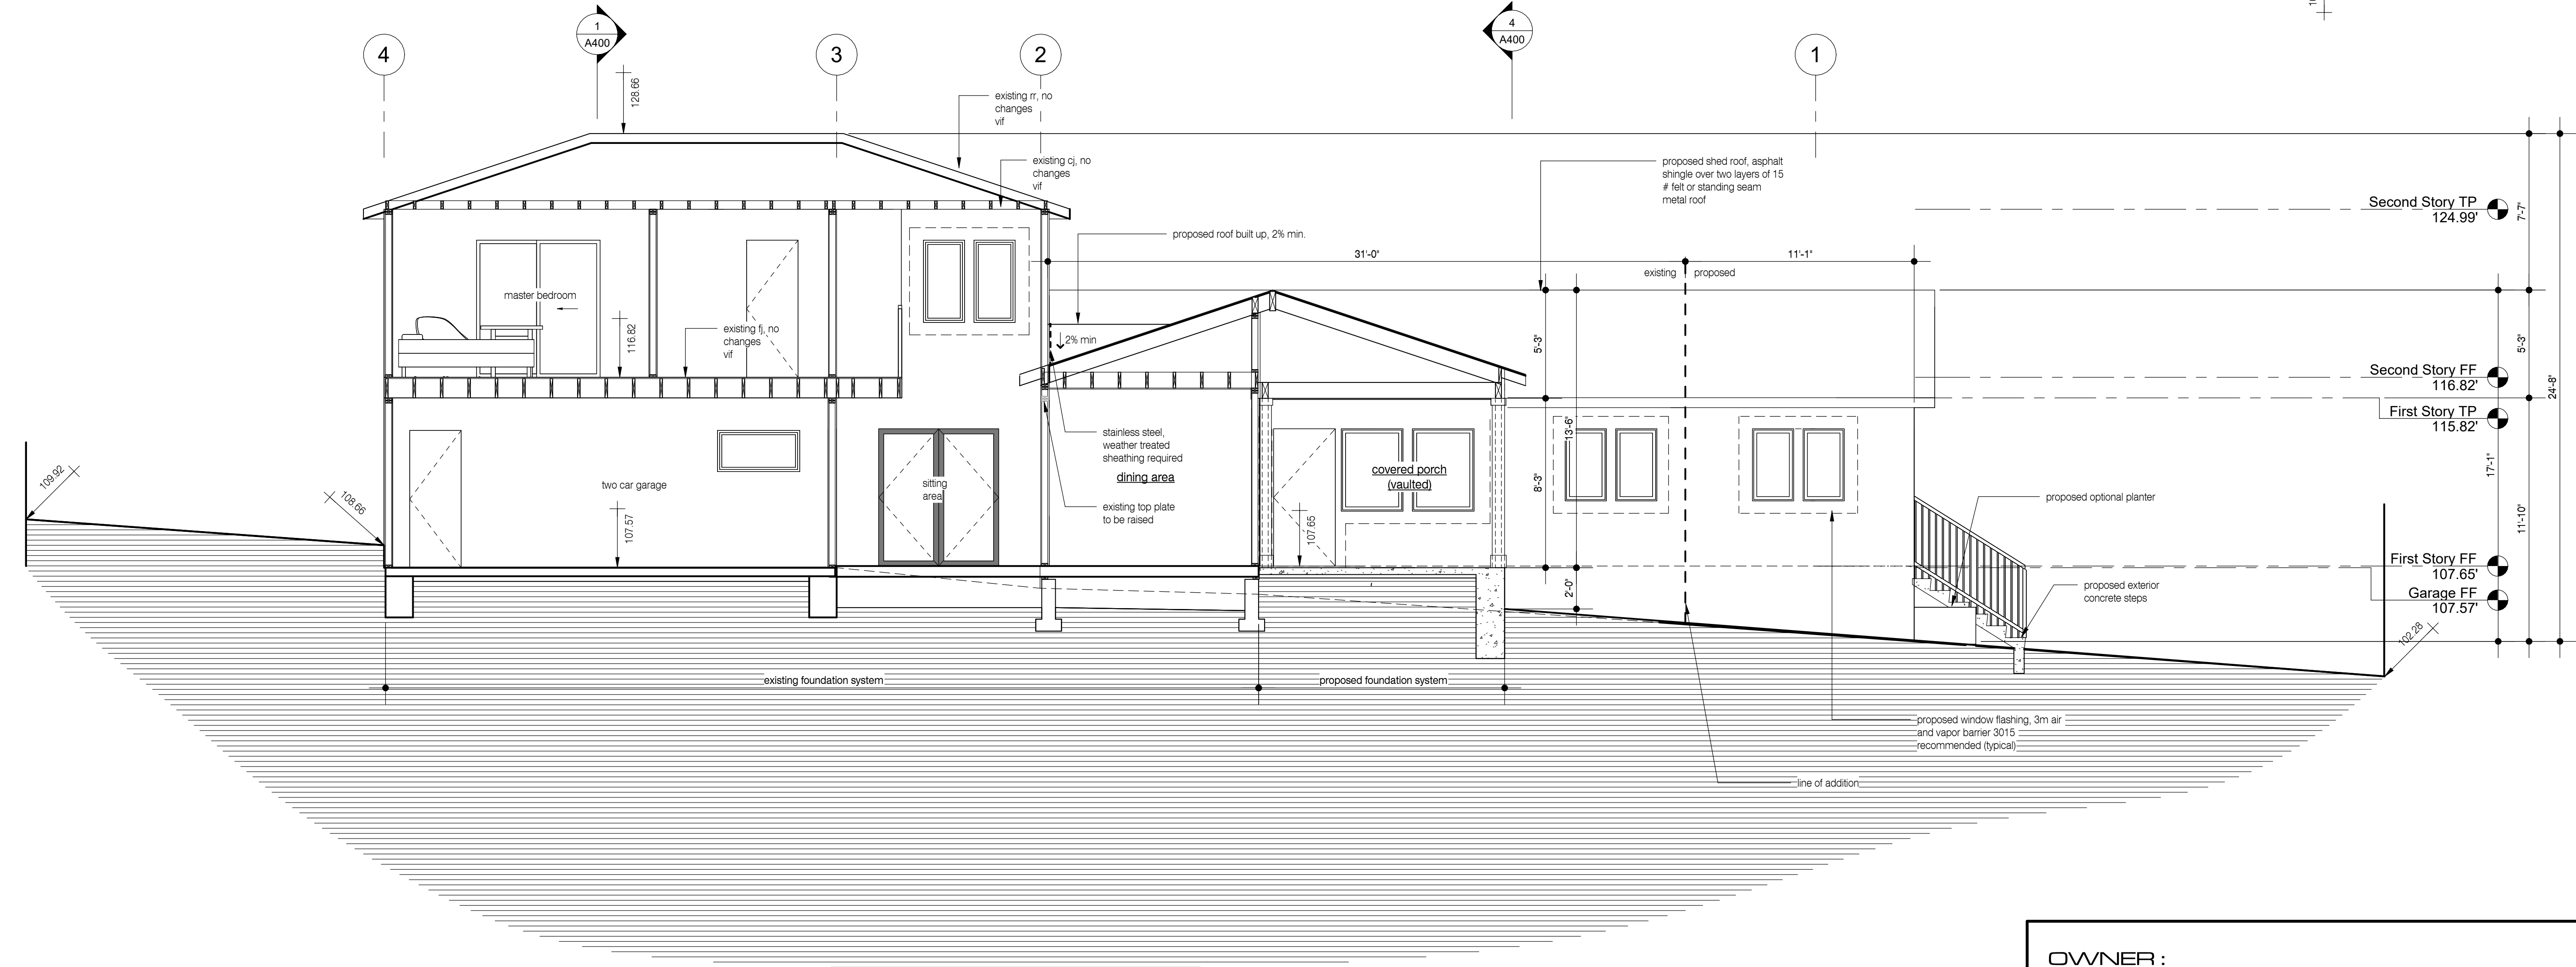 1
A400
4
A400
4
3
2
1
128.66
existing rr, no
changes
vif
existing cj, no
changes
vif
proposed shed roof, asphalt
shingle over two layers of 15
# felt or standing seam
metal roof
Second Story TP
124.99'
7'-7"
proposed roof built up, 2% min.
31'-0"
11'-1"
existing
proposed
master bedroom
116.82
existing fj, no
changes
vif
2% min
5'-3"
5'-3"
Second Story FF
116.82'
24'-8"
First Story TP
115.82'
13'-6"
stainless steel,
weather treated
sheathing required
dining area
covered porch
(vaulted)
109.92
108.66
two car garage
sitting
area
8'-3"
17'-1"
proposed optional planter
existing top plate
to be raised
107.57
107.65
11'-10"
First Story FF
107.65'
2'-0"
proposed exterior
concrete steps
Garage FF
107.57'
102.28
existing foundation system
proposed foundation system
proposed window flashing, 3m air
and vapor barrier 3015
recommended (typical)
line of addition
OWNER :